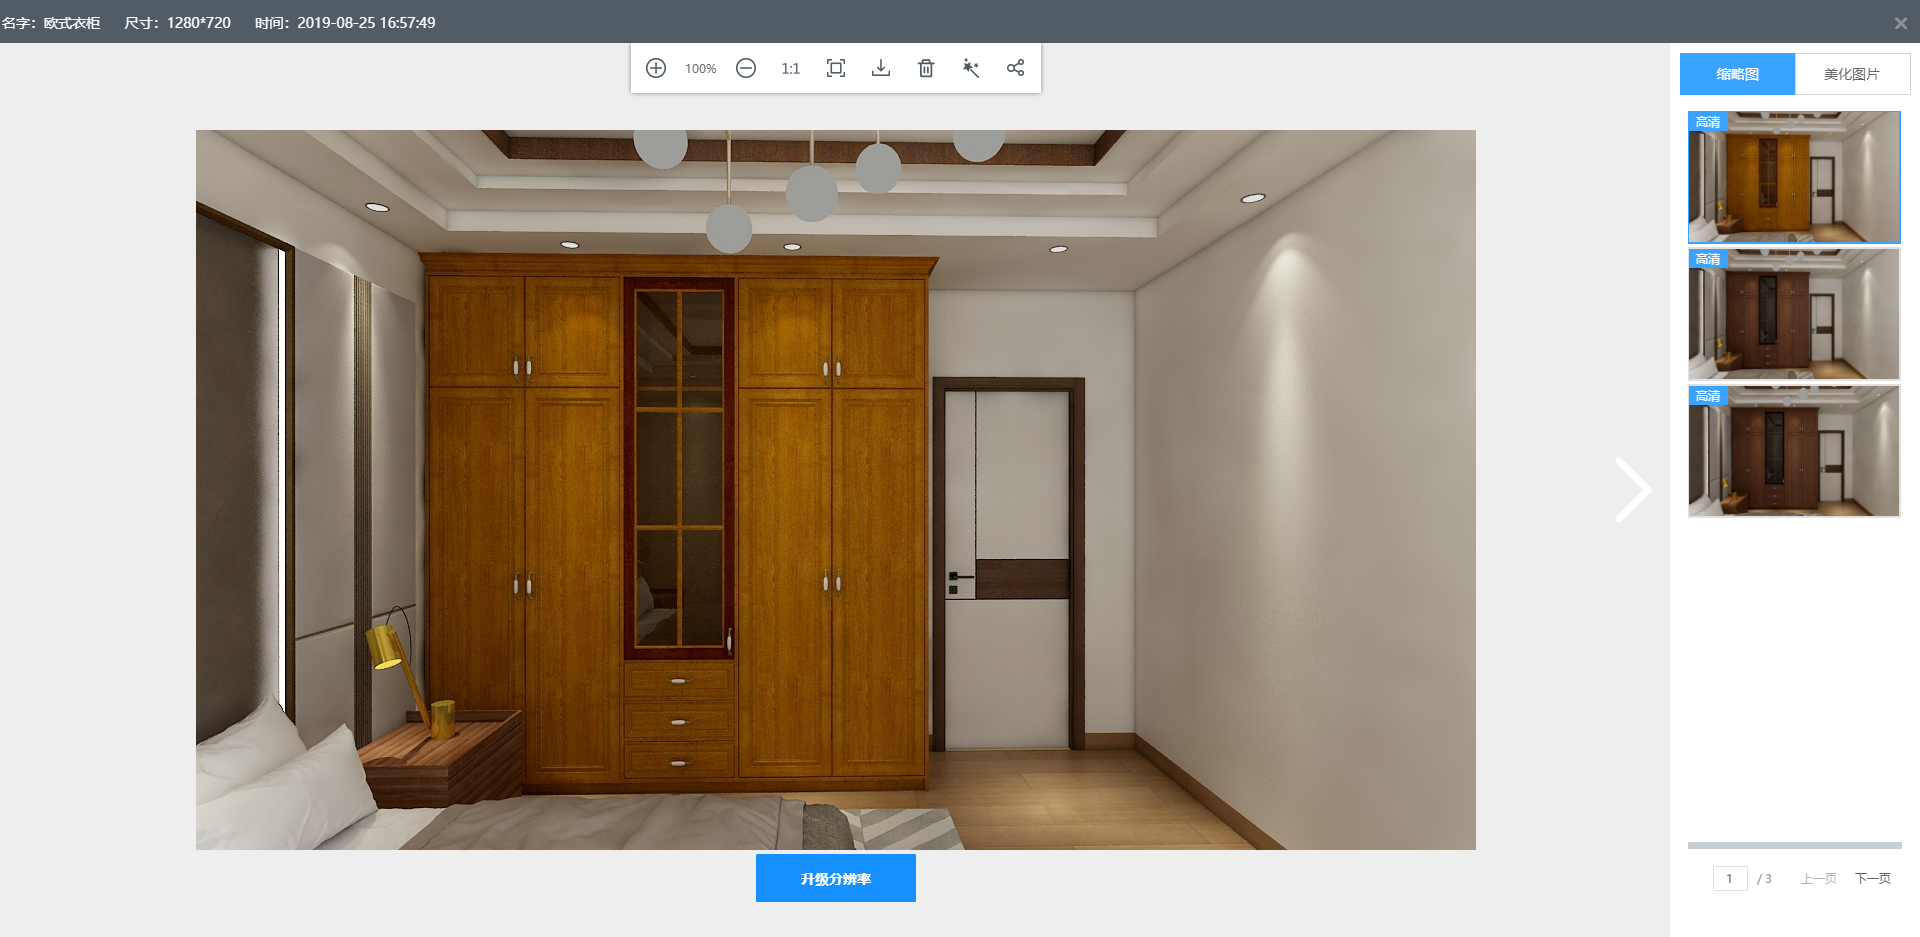 名字：欧式衣柜 尺寸：1280*720 时间：2019-08-25 16:57:49
100% 1:1
缩略图 美化图片
高清
高清
高清
升级分辨率
1 / 3 上一页 下一页